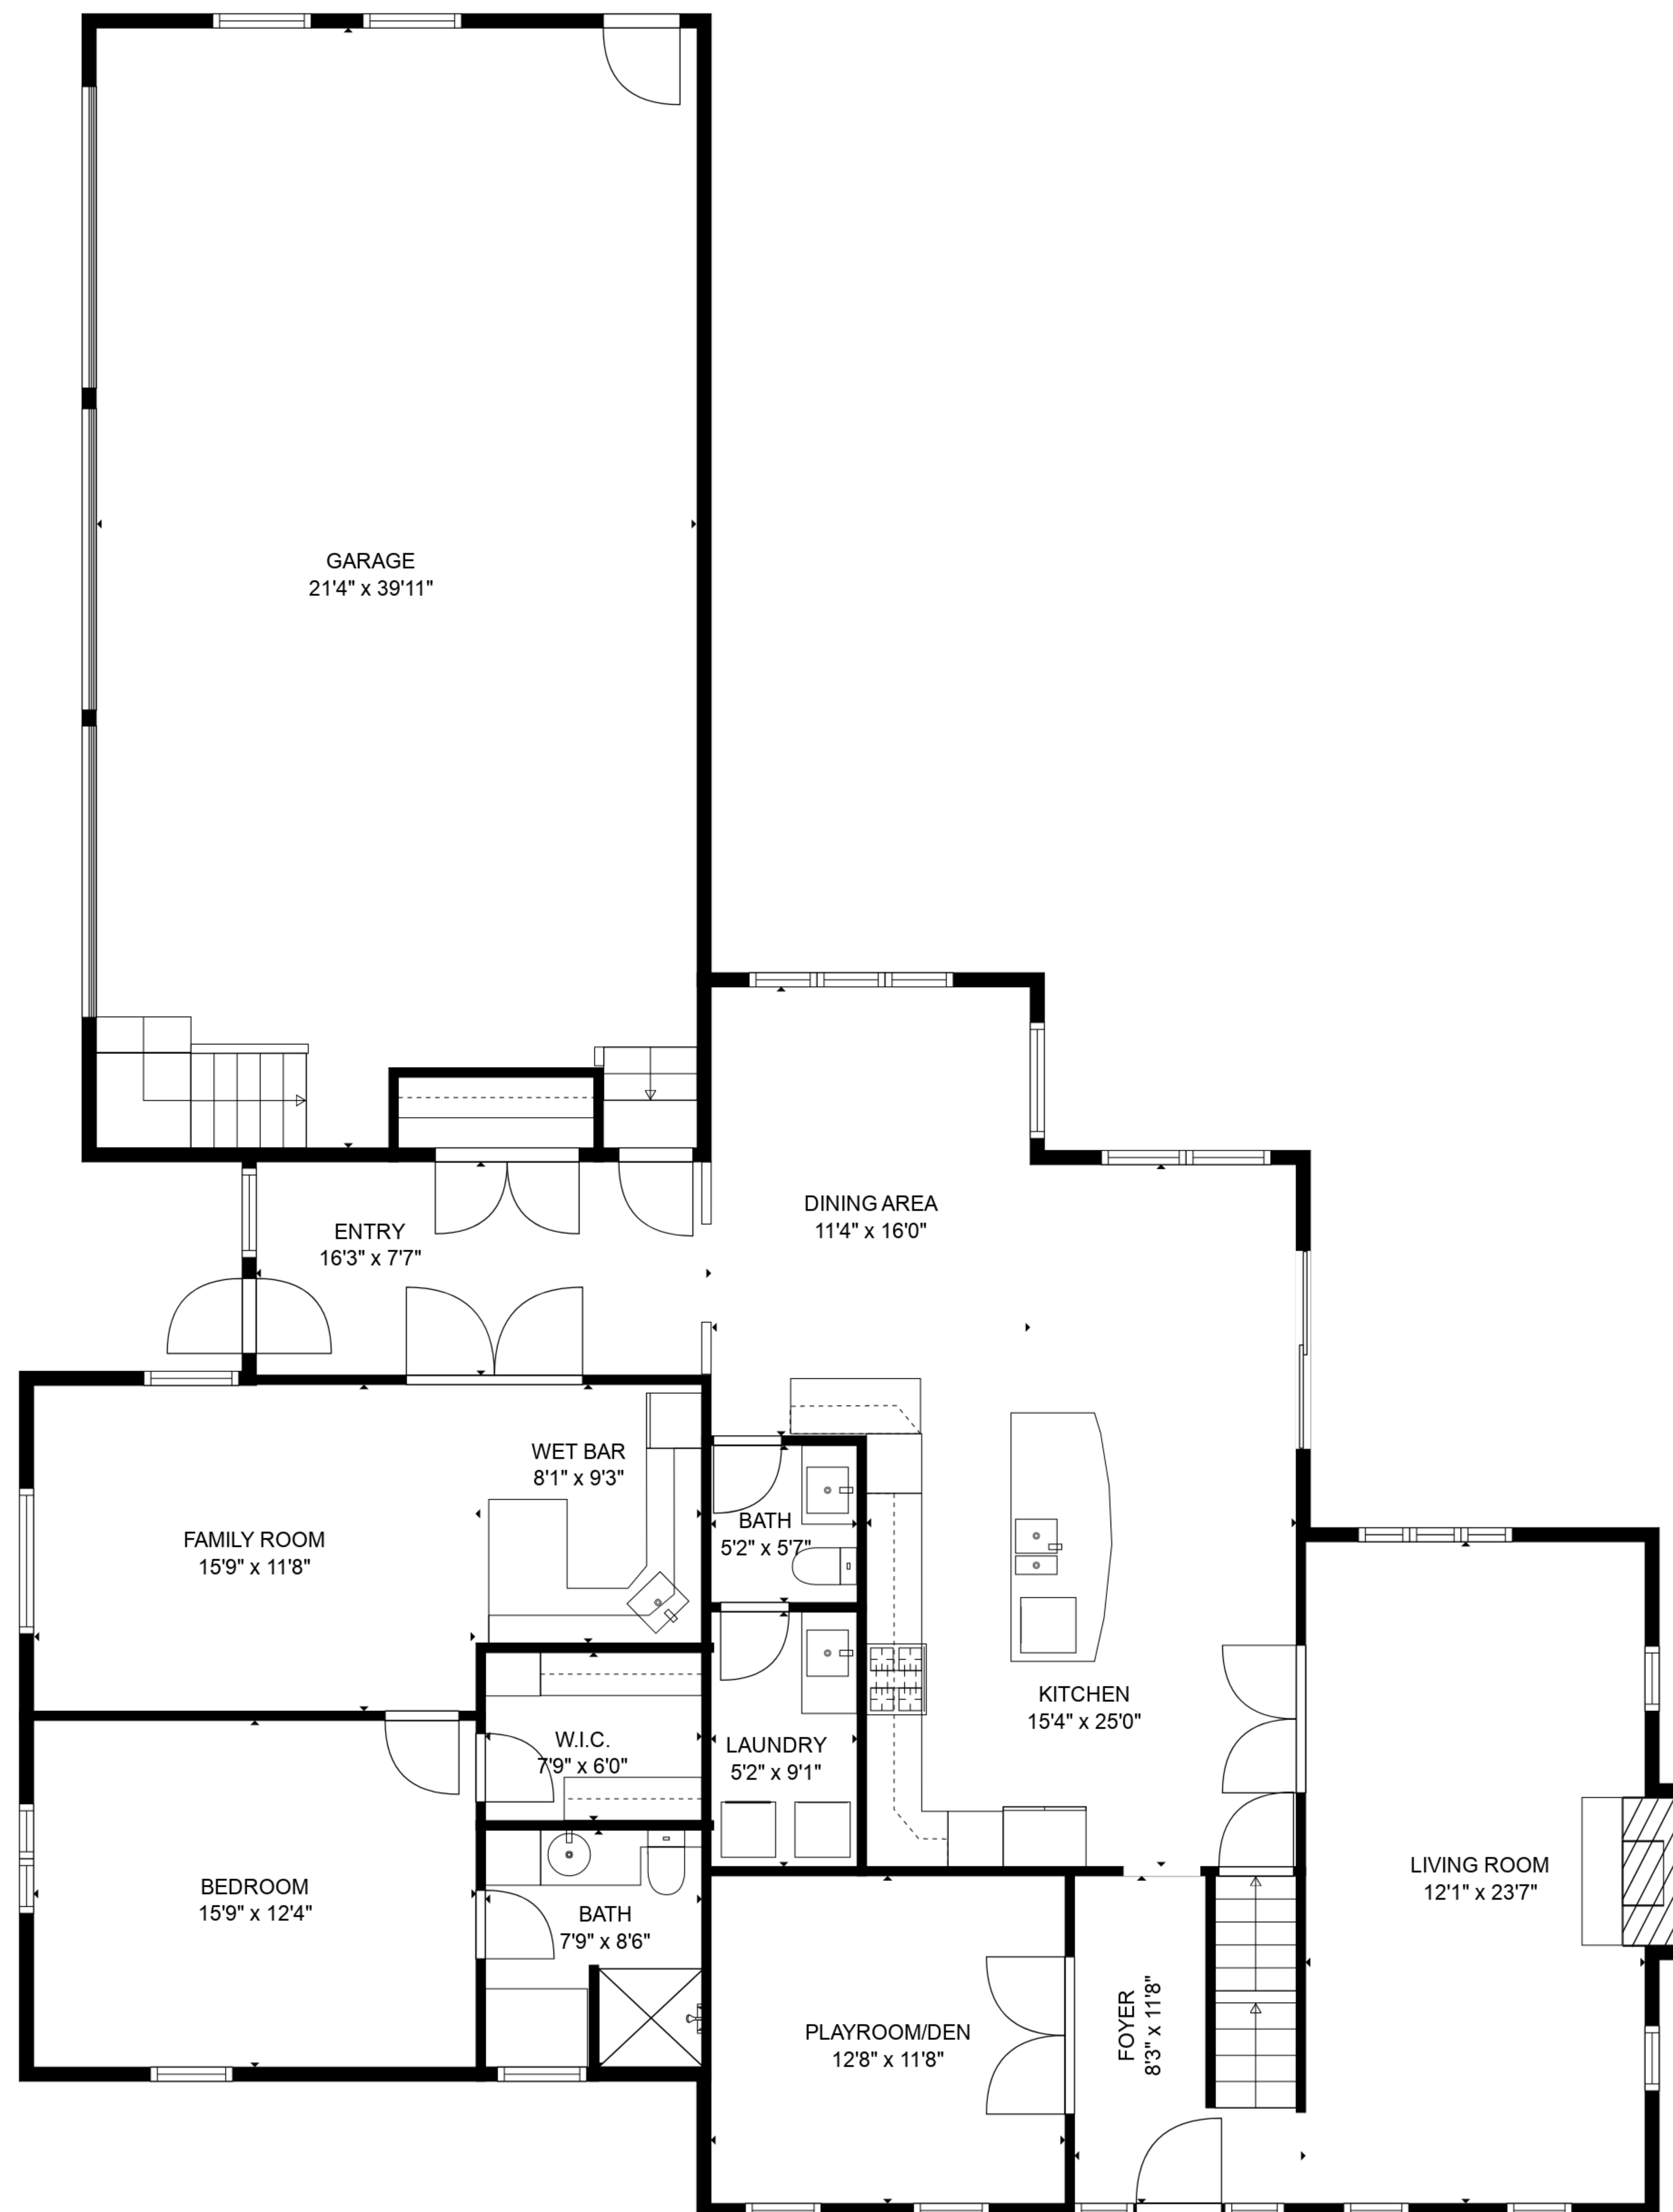 GARAGE
21'4" x 39'11"
DINING AREA
11'4" x 16'0"
ENTRY
16'3" x 7'7"
WET BAR
8'1" x 9'3"
FAMILY ROOM
15'9" x 11'8"
BATH
5'2" x 5'7"
KITCHEN
15'4" x 25'0"
W.I.C.
7'9" x 6'0"
LAUNDRY
5'2" x 9'1"
LIVING ROOM
12'1" x 23'7"
BEDROOM
15'9" x 12'4"
BATH
7'9" x 8'6"
PLAYROOM/DEN
12'8" x 11'8"
FOYER
8'3" x 11'8"